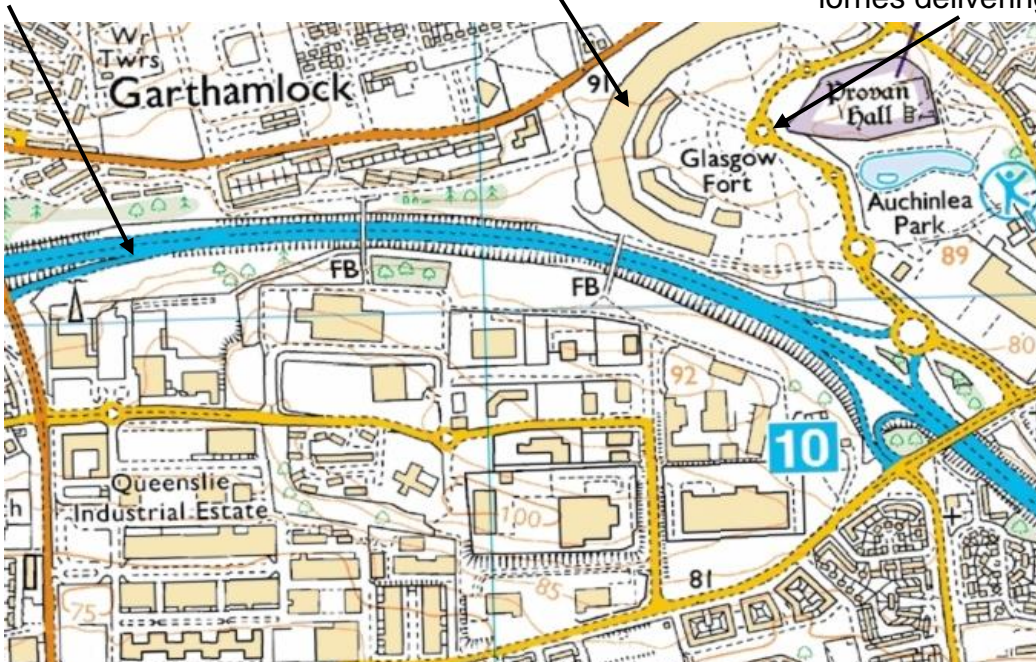 lorries delivering
Wr
Twrs
Garthamlock
91
Provan
Hall
Glasgow
Fort
Auchinlea
Park
89
FB
FB
80
92
10
Queenslie
Industrial Estate
100
h
81
85
75